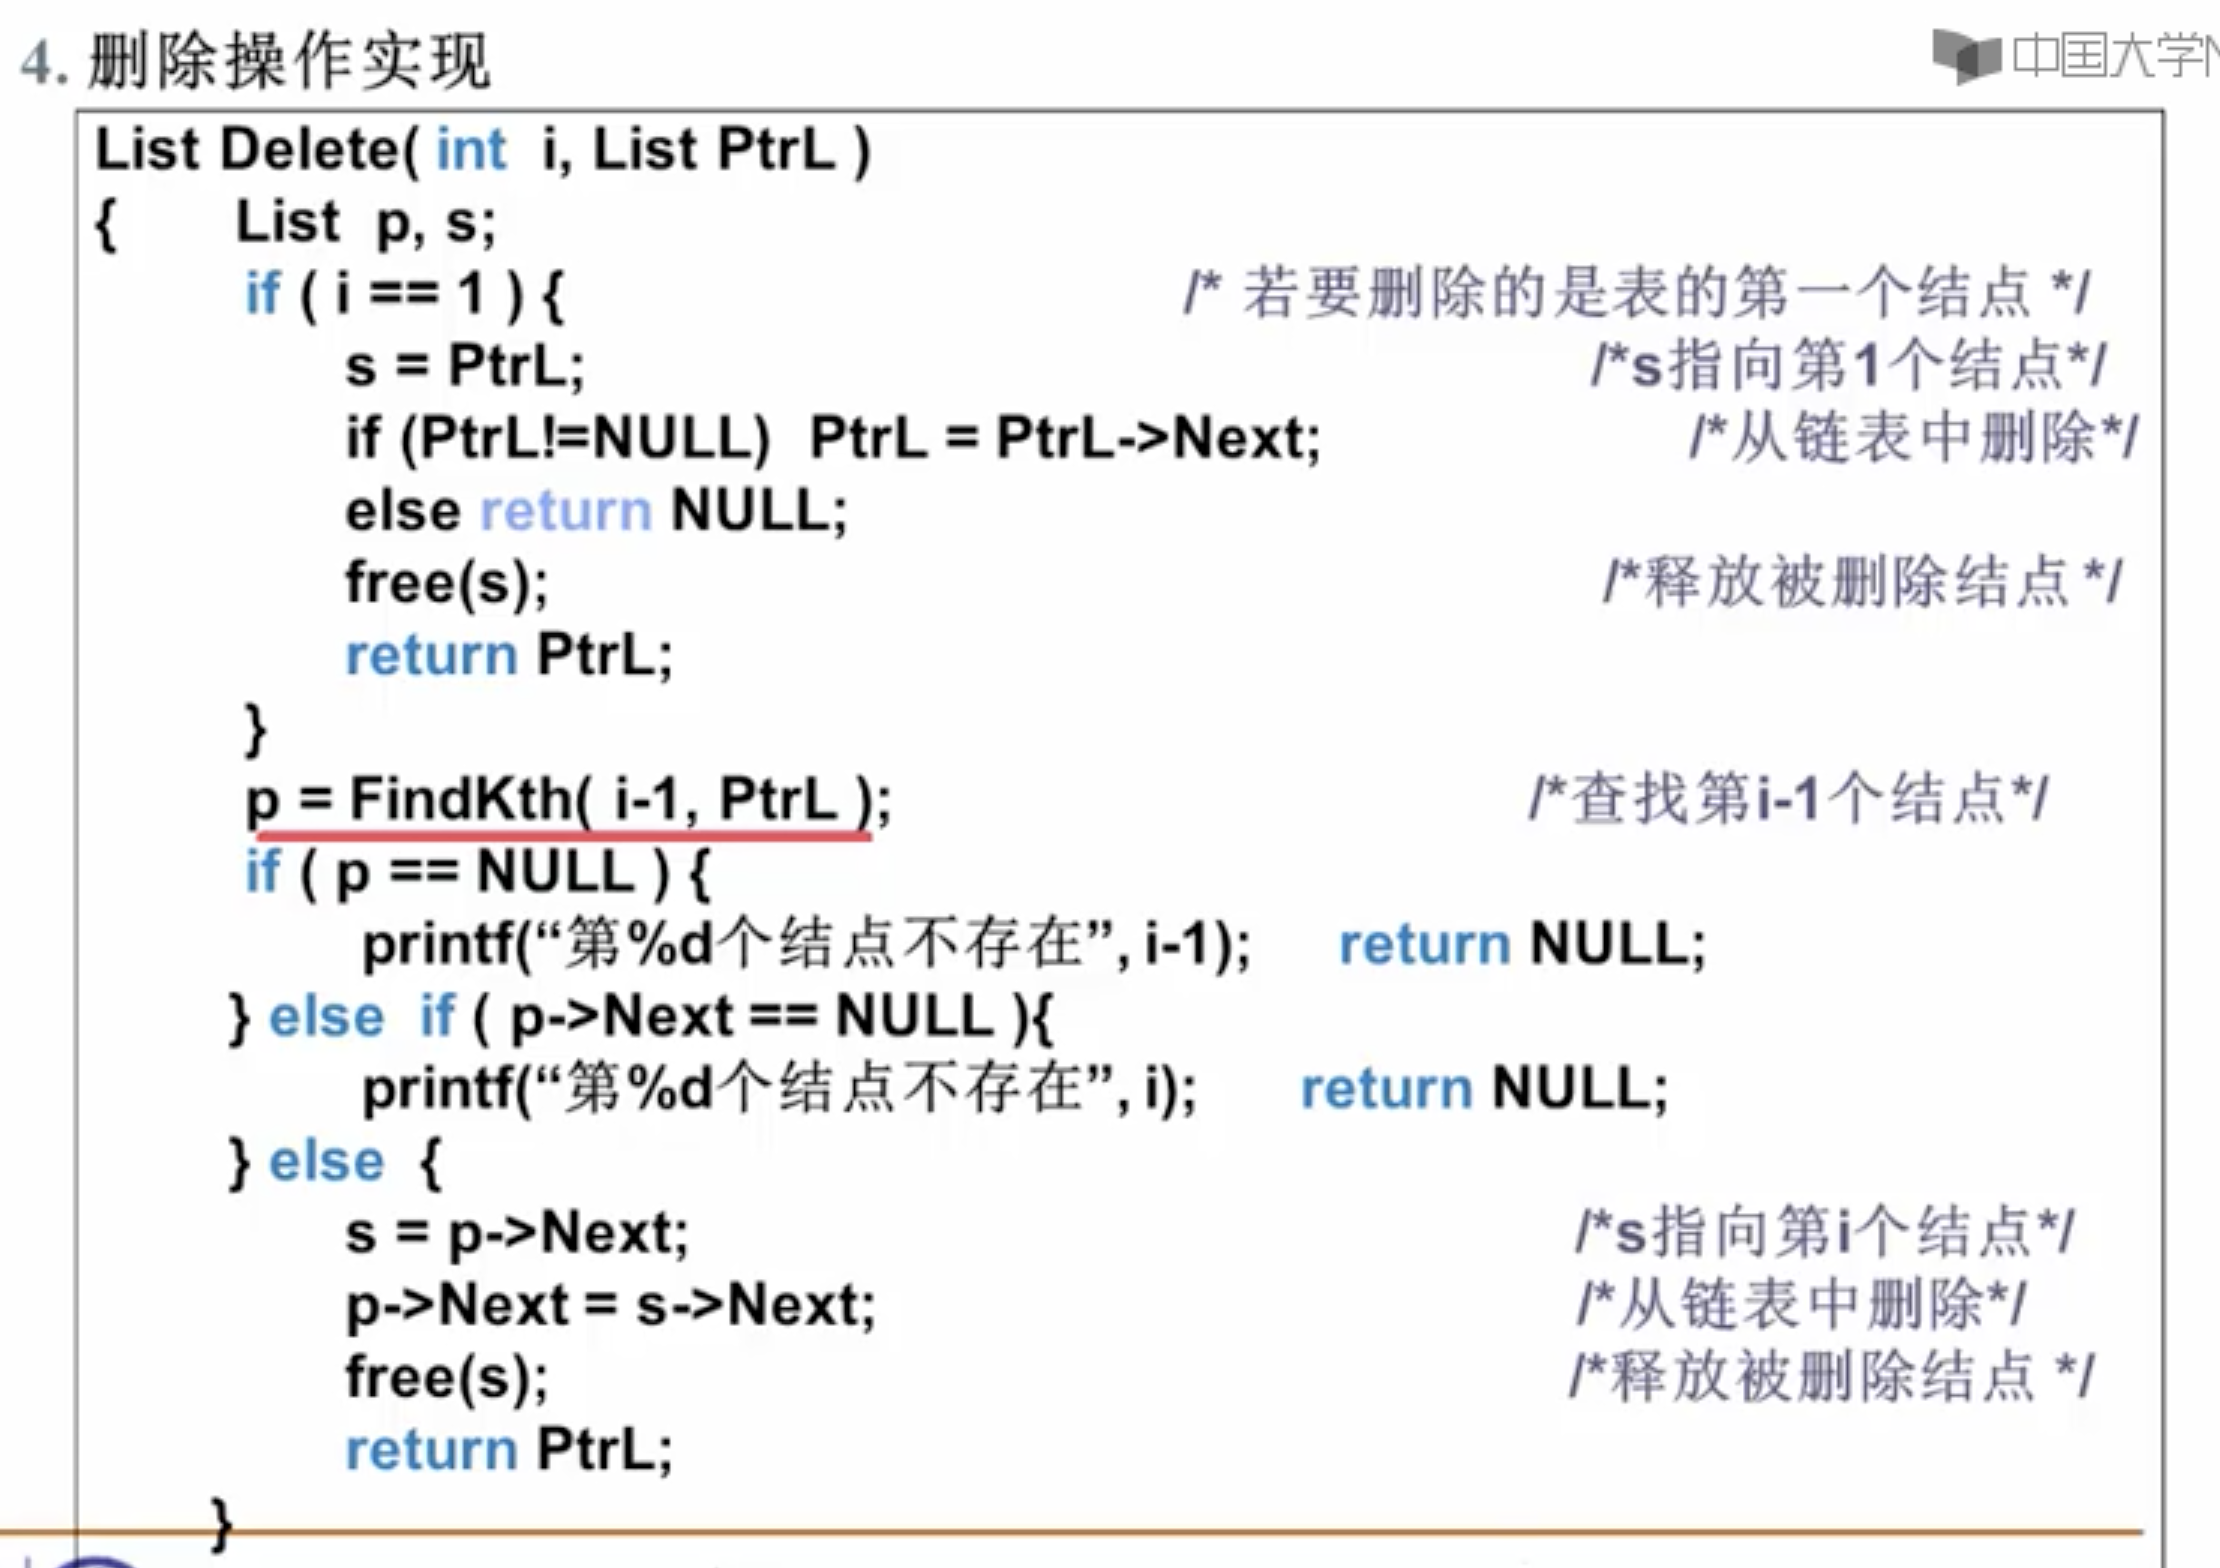 4. 删除操作实现
中国大学
List Delete( int i, List PtrL )
{ List p, s;
if ( i == 1 ) { /* 若要删除的是表的第一个结点 */
s = PtrL; /*s指向第1个结点*/
if (PtrL!=NULL) PtrL = PtrL->Next; /*从链表中删除*/
else return NULL;
free(s); /*释放被删除结点 */
return PtrL;
}
p = FindKth( i-1, PtrL ); /*查找第i-1个结点*/
if ( p == NULL ) {
printf(“第%d个结点不存在”, i-1); return NULL;
} else if ( p->Next == NULL ){
printf(“第%d个结点不存在”, i); return NULL;
} else {
s = p->Next; /*s指向第i个结点*/
p->Next = s->Next; /*从链表中删除*/
free(s); /*释放被删除结点 */
return PtrL;
}